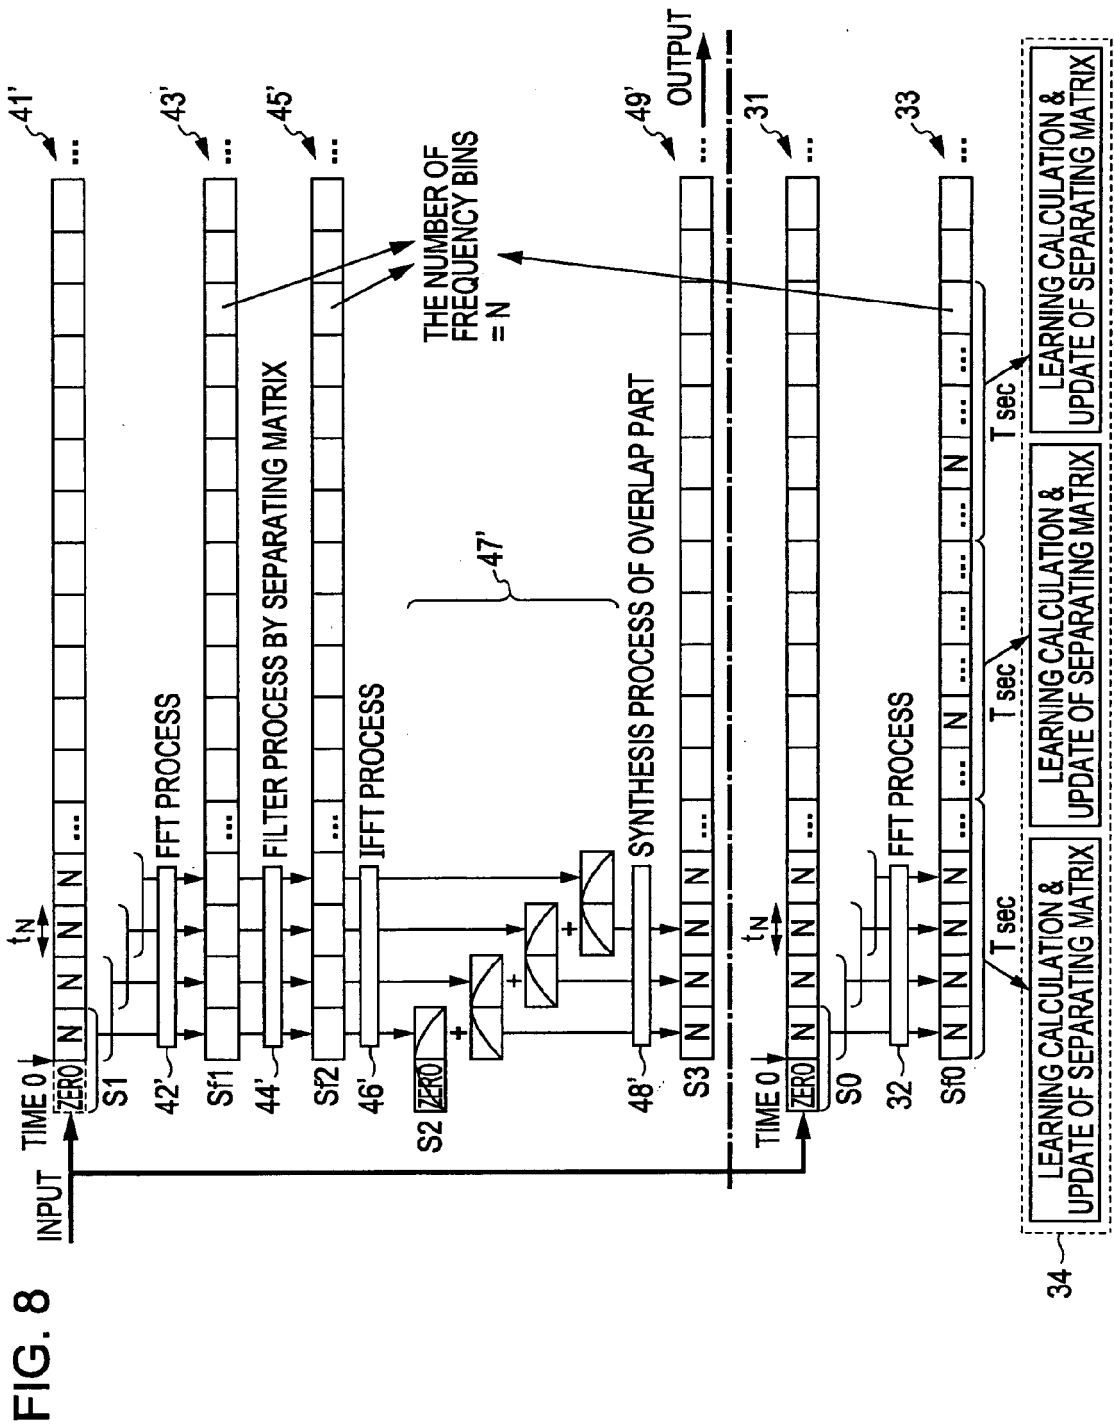 FIG. 8
INPUT
TIME 0
ZERO
N
N
N
N
...
...
41'
tN
S1
42'
FFT PROCESS
43'
Sf1
...
...
44'
FILTER PROCESS BY SEPARATING MATRIX
45'
Sf2
...
...
46'
IFFT PROCESS
THE NUMBER OF
FREQUENCY BINS
= N
S2
ZERO
+
+
+
47'
48'
SYNTHESIS PROCESS OF OVERLAP PART
49'
S3
N
N
N
N
...
...
OUTPUT
TIME 0
ZERO
N
N
N
N
...
...
31
tN
S0
32
FFT PROCESS
33
Sf0
N
N
N
N
...
...
N
...
...
...
...
N
...
...
...
T sec
T sec
T sec
34
LEARNING CALCULATION &
UPDATE OF SEPARATING MATRIX
LEARNING CALCULATION &
UPDATE OF SEPARATING MATRIX
LEARNING CALCULATION &
UPDATE OF SEPARATING MATRIX